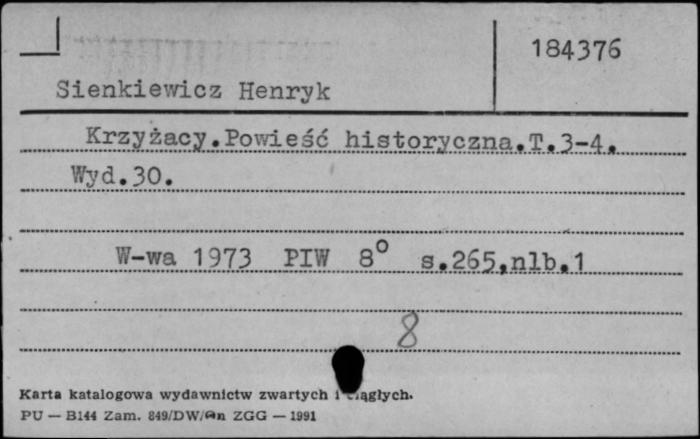 184376
Sienkiewicz Henryk
Krzyżacy.Powieść historyczna.T.3-4.
Wyd.30.
W-wa 1973 PIW 8° s.265,nlb.1
8
Karta katalogowa wydawnictw zwartych i ciągłych.
PU — B144 Zam. 849/DW/ ZGG — 1991